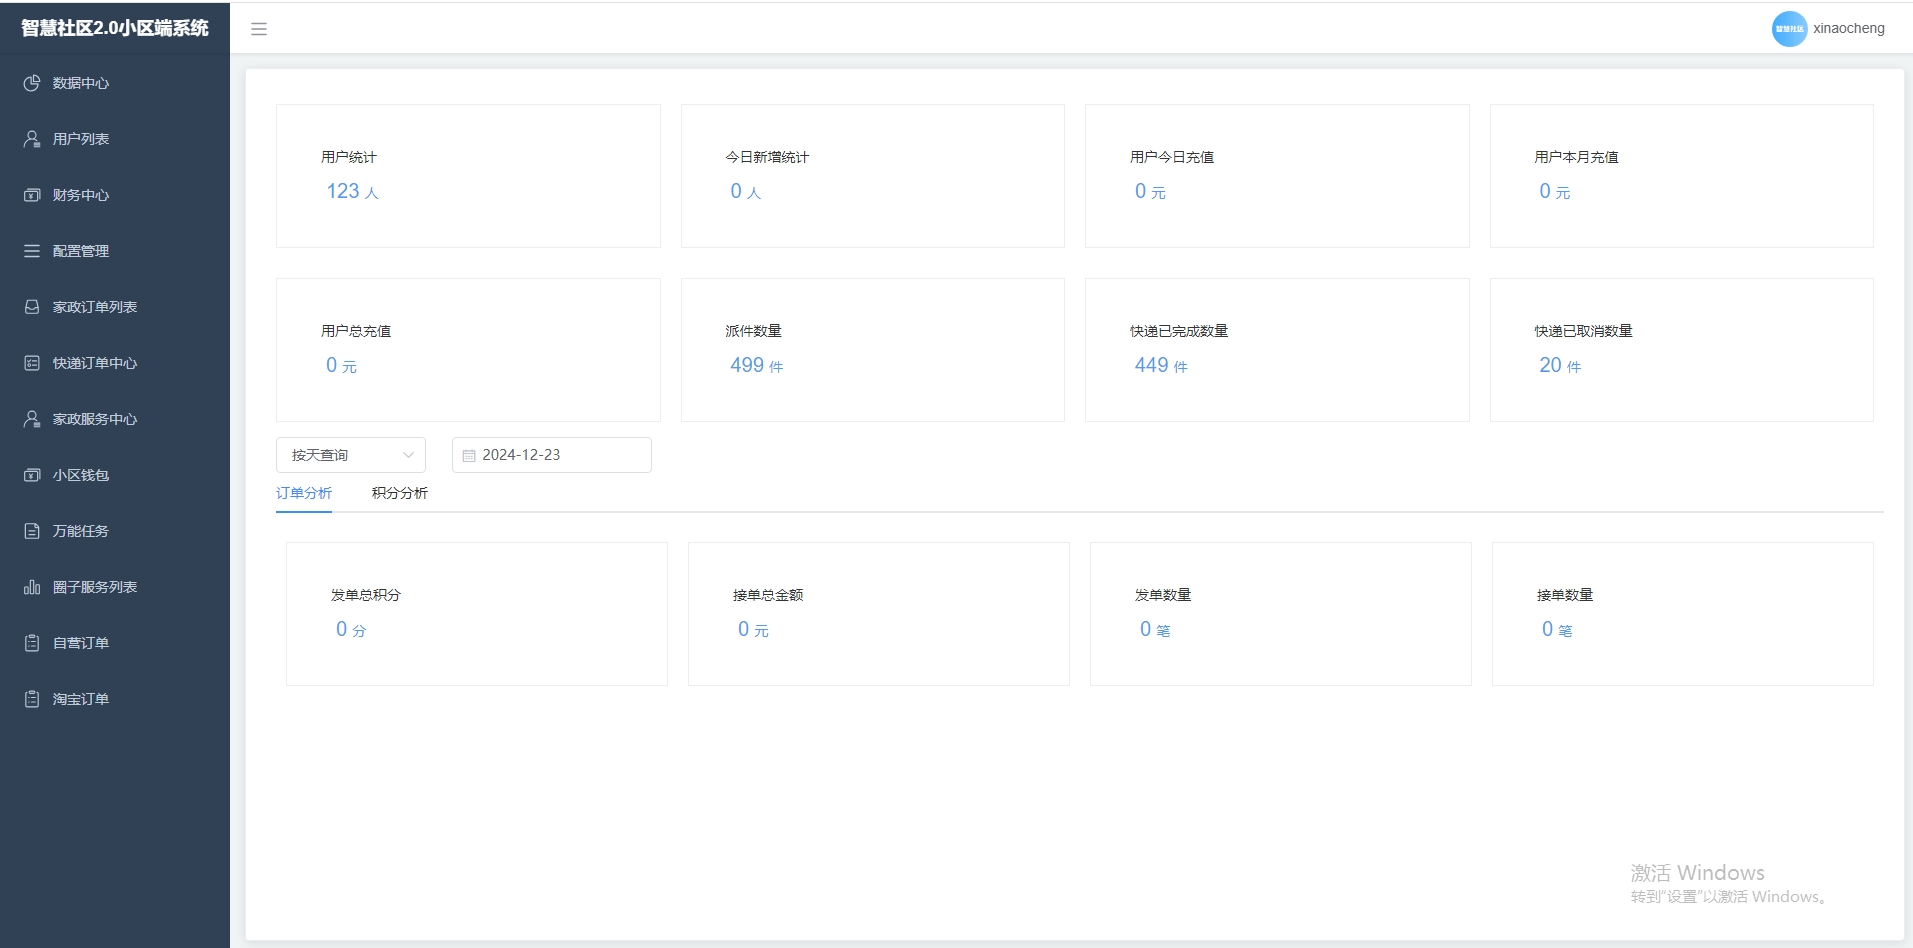 智慧社区2.0小区端系统
智慧社区
xinaocheng
数据中心
用户列表
财务中心
配置管理
家政订单列表
快递订单中心
家政服务中心
小区钱包
万能任务
圈子服务列表
自营订单
淘宝订单
用户统计
123 人
今日新增统计
0 人
用户今日充值
0 元
用户本月充值
0 元
用户总充值
0 元
派件数量
499 件
快递已完成数量
449 件
快递已取消数量
20 件
按天查询
2024-12-23
订单分析
积分分析
发单总积分
0 分
接单总金额
0 元
发单数量
0 笔
接单数量
0 笔
激活 Windows
转到"设置"以激活 Windows。